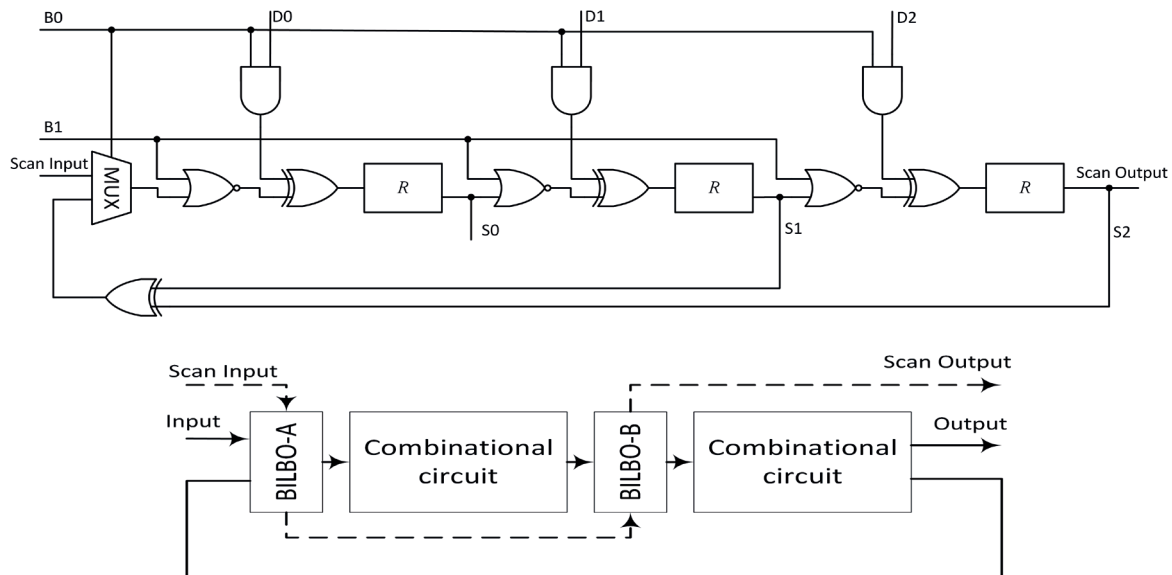 B0
D0
D1
D2
B1
Scan Input
MUX
R
R
R
Scan Output
S0
S1
S2
Scan Input
Scan Output
Input
BILBO-A
Combinational
circuit
BILBO-B
Combinational
circuit
Output